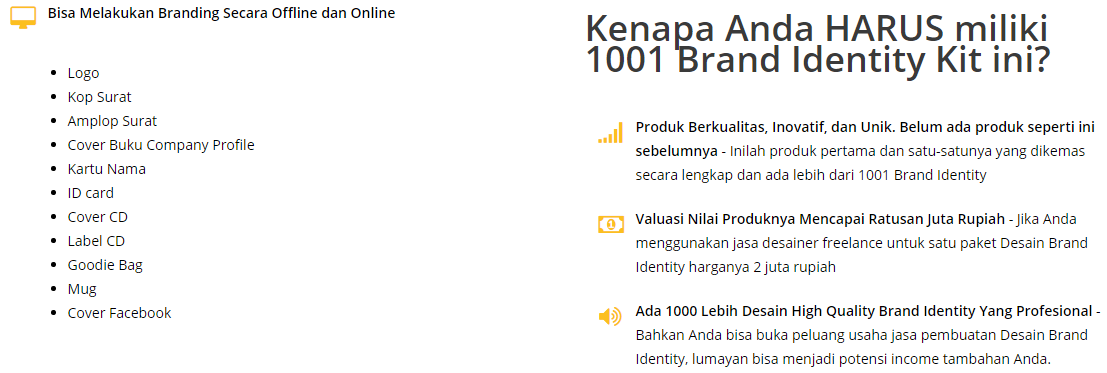 Bisa Melakukan Branding Secara Offline dan Online
Logo
Kop Surat
Amplop Surat
Cover Buku Company Profile
Kartu Nama
ID card
Cover CD
Label CD
Goodie Bag
Mug
Cover Facebook
Kenapa Anda HARUS miliki
1001 Brand Identity Kit ini?
Produk Berkualitas, Inovatif, dan Unik. Belum ada produk seperti ini
sebelumnya - Inilah produk pertama dan satu-satunya yang dikemas
secara lengkap dan ada lebih dari 1001 Brand Identity
Valuasi Nilai Produknya Mencapai Ratusan Juta Rupiah - Jika Anda
menggunakan jasa desainer freelance untuk satu paket Desain Brand
Identity harganya 2 juta rupiah
Ada 1000 Lebih Desain High Quality Brand Identity Yang Profesional -
Bahkan Anda bisa buka peluang usaha jasa pembuatan Desain Brand
Identity, lumayan bisa menjadi potensi income tambahan Anda.